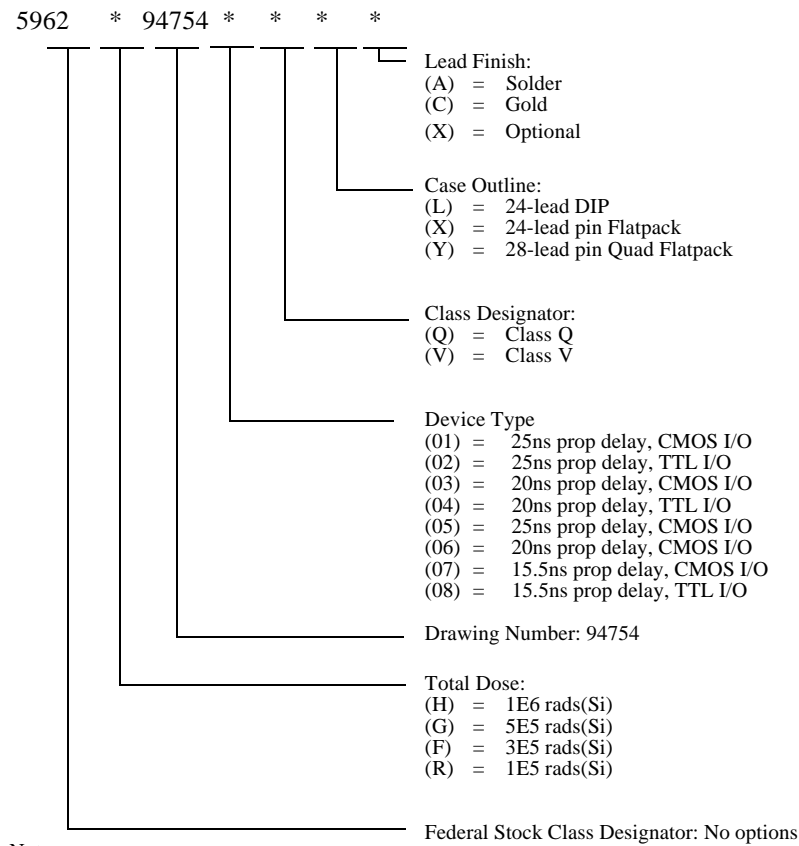 5962 * 94754 * * * *
Lead Finish:
(A) = Solder
(C) = Gold
(X) = Optional
Case Outline:
(L) = 24-lead DIP
(X) = 24-lead pin Flatpack
(Y) = 28-lead pin Quad Flatpack
Class Designator:
(Q) = Class Q
(V) = Class V
Device Type
(01) = 25ns prop delay, CMOS I/O
(02) = 25ns prop delay, TTL I/O
(03) = 20ns prop delay, CMOS I/O
(04) = 20ns prop delay, TTL I/O
(05) = 25ns prop delay, CMOS I/O
(06) = 20ns prop delay, CMOS I/O
(07) = 15.5ns prop delay, CMOS I/O
(08) = 15.5ns prop delay, TTL I/O
Drawing Number: 94754
Total Dose:
(H) = 1E6 rads(Si)
(G) = 5E5 rads(Si)
(F) = 3E5 rads(Si)
(R) = 1E5 rads(Si)
Federal Stock Class Designator: No options